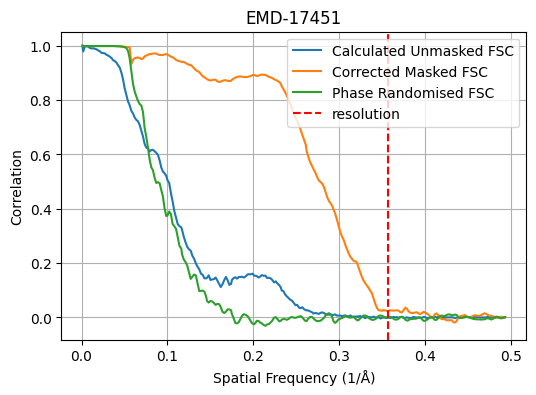 EMD-17451
Calculated Unmasked FSC
Corrected Masked FSC
Phase Randomised FSC
resolution
Correlation
1.0
0.8
0.6
0.4
0.2
0.0
0.0 0.1 0.2 0.3 0.4 0.5
Spatial Frequency (1/Å)